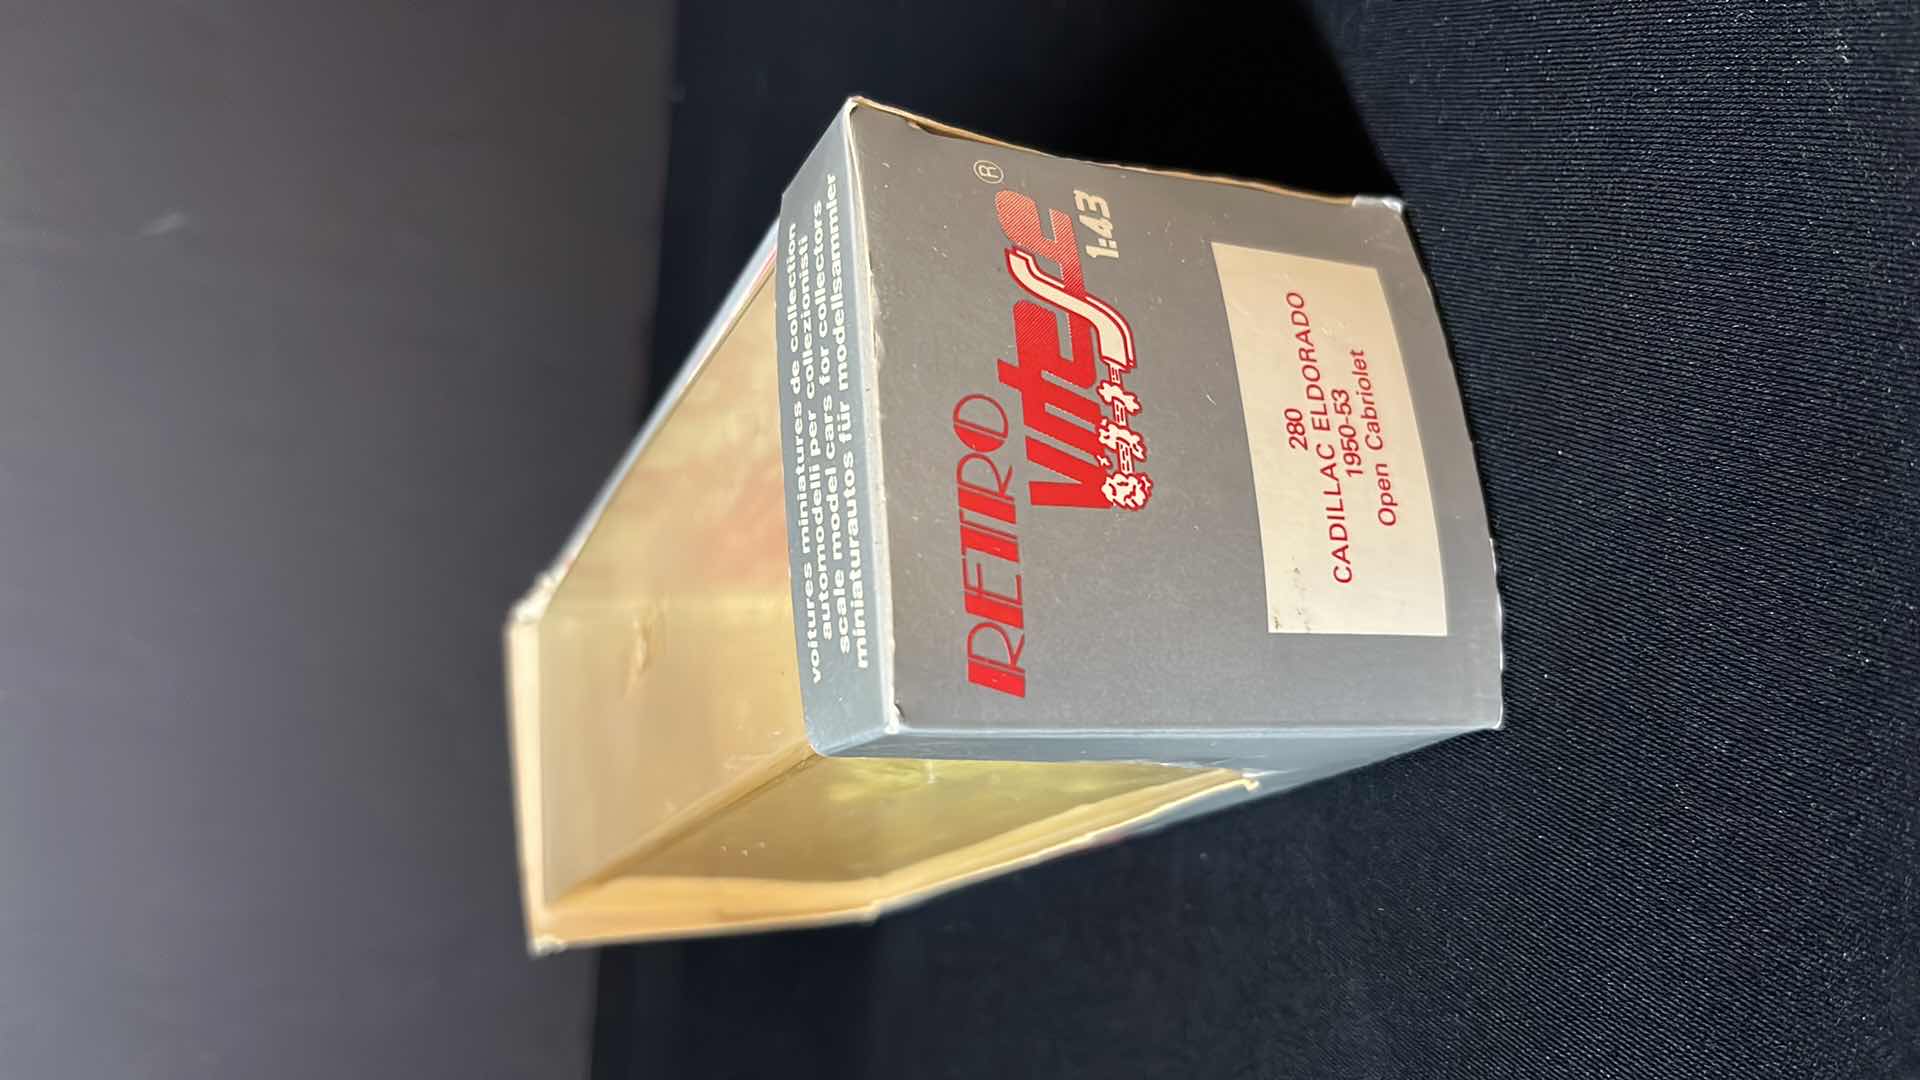 voitures miniatures de collection
automodelli per collezionisti
scale model cars for collectors
miniaturautos für modellsammler
RETRO
Vitesse ®
1:43
280
CADILLAC ELDORADO
1950-53
Open Cabriolet